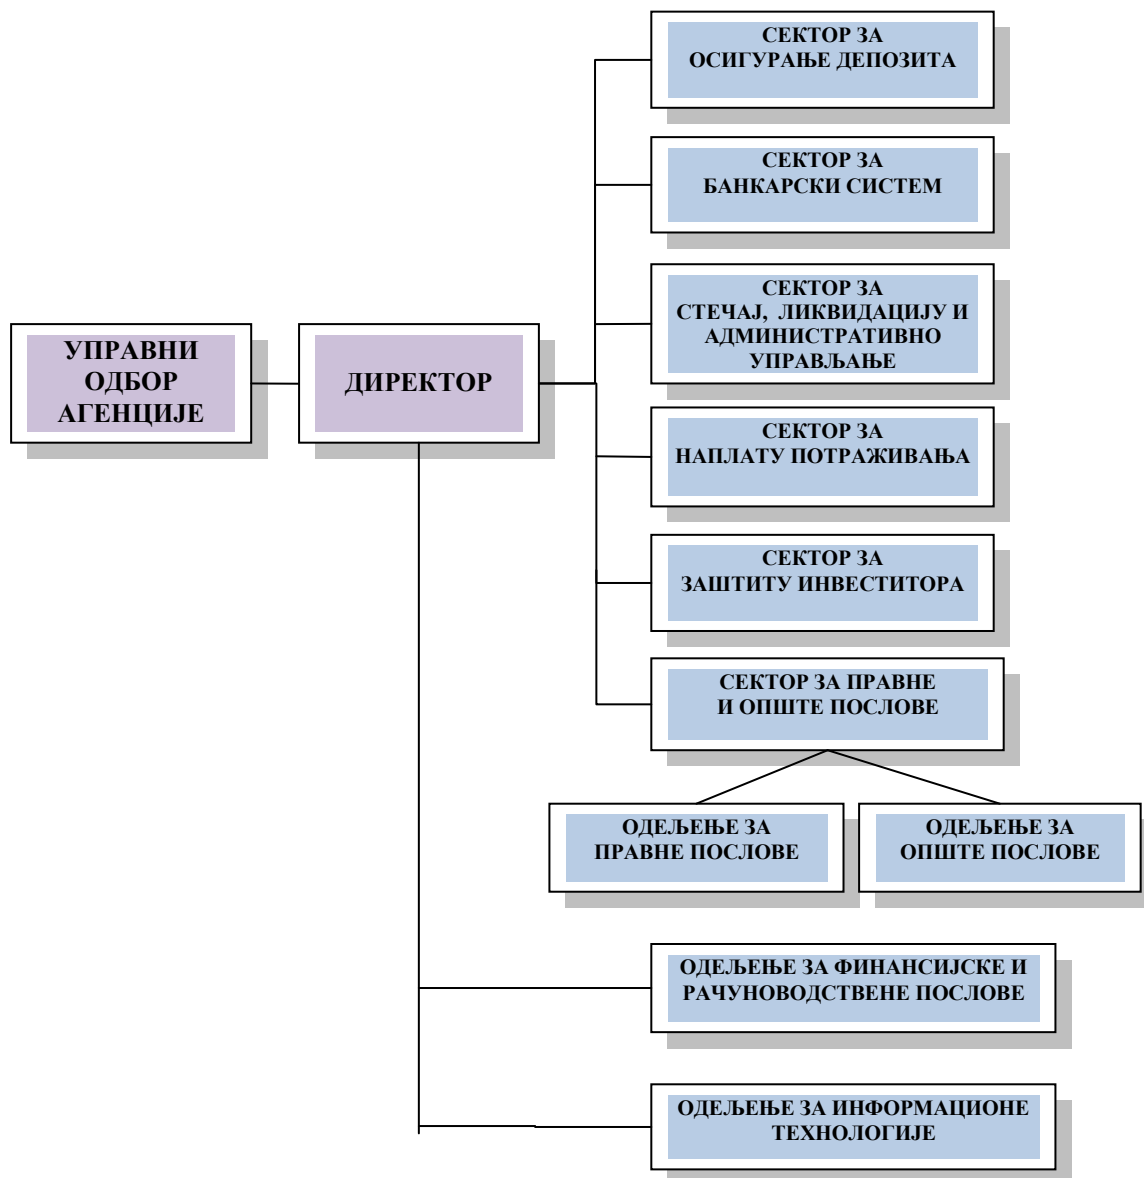 СЕКТОР ЗА
ОСИГУРАЊЕ ДЕПОЗИТА
СЕКТОР ЗА
БАНКАРСКИ СИСТЕМ
СЕКТОР ЗА
СТЕЧАЈ, ЛИКВИДАЦИЈУ И
АДМИНИСТРАТИВНО
УПРАВЉАЊЕ
УПРАВНИ
ОДБОР
АГЕНЦИЈЕ
ДИРЕКТОР
СЕКТОР ЗА
НАПЛАТУ ПОТРАЖИВАЊА
СЕКТОР ЗА
ЗАШТИТУ ИНВЕСТИТОРА
СЕКТОР ЗА ПРАВНЕ
И ОПШТЕ ПОСЛОВЕ
ОДЕЉЕЊЕ ЗА
ПРАВНЕ ПОСЛОВЕ
ОДЕЉЕЊЕ ЗА
ОПШТЕ ПОСЛОВЕ
ОДЕЉЕЊЕ ЗА ФИНАНСИЈСКЕ И
РАЧУНОВОДСТВЕНЕ ПОСЛОВЕ
ОДЕЉЕЊЕ ЗА ИНФОРМАЦИОНЕ
ТЕХНОЛОГИЈЕ